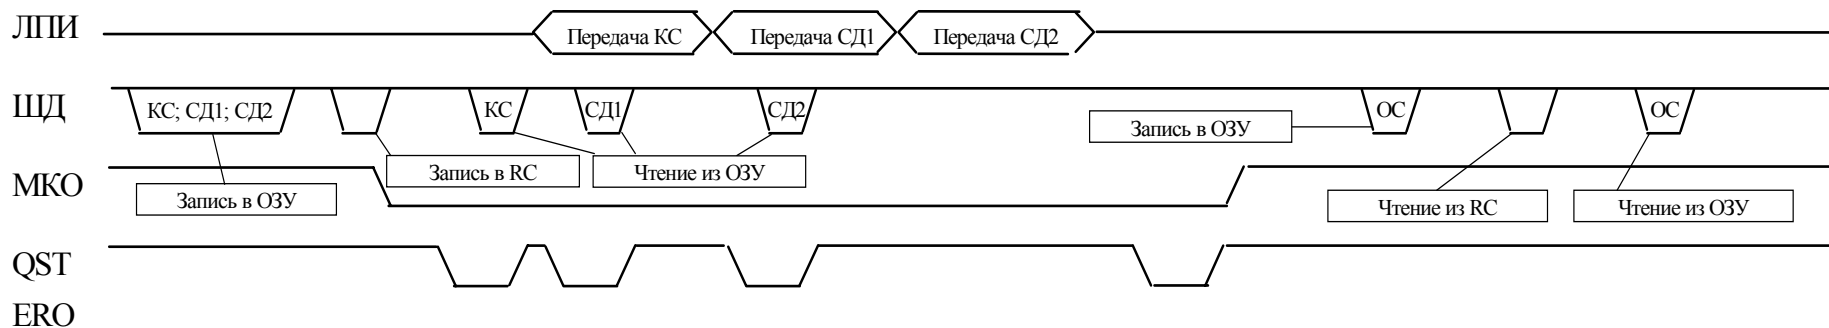 ЛПИ
Передача КС
Передача СД1
Передача СД2
ШД
КС; СД1; СД2
КС
СД1
СД2
ОС
ОС
Запись в ОЗУ
Запись в RC
Чтение из ОЗУ
МКО
Запись в ОЗУ
Чтение из RC
Чтение из ОЗУ
QST
ERO